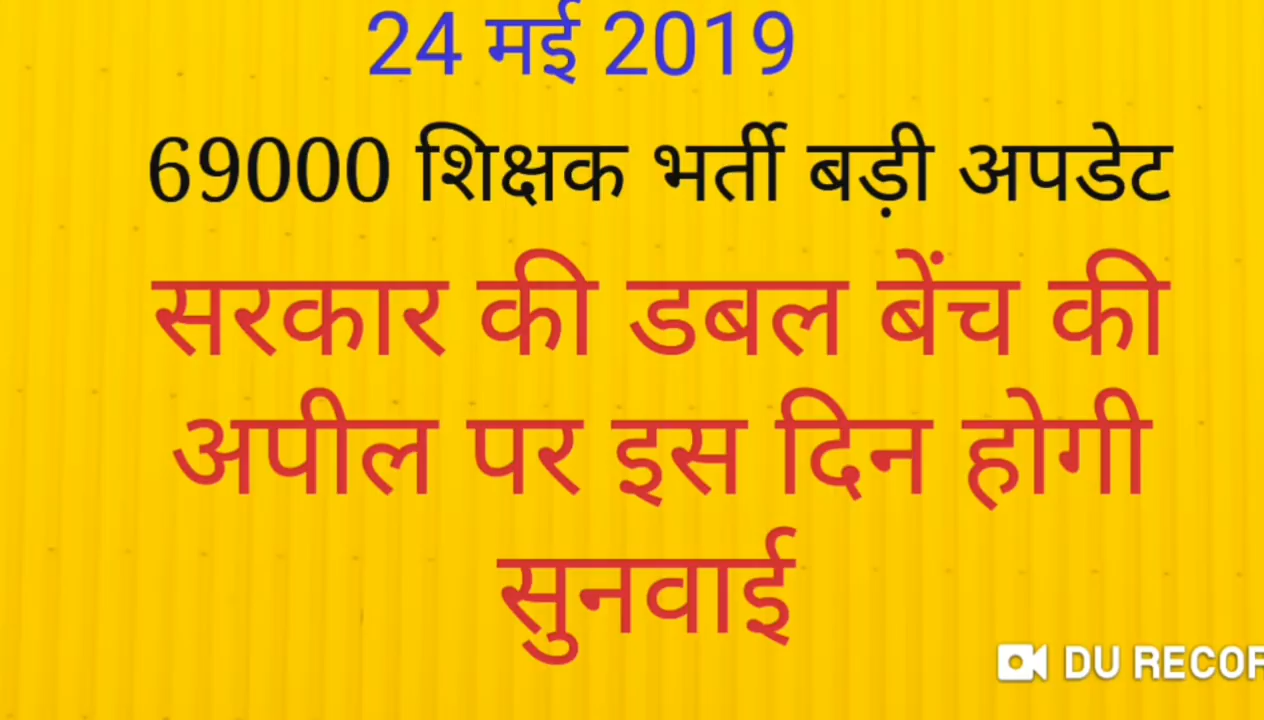 24 मई 2019
69000 शिक्षक भर्ती बड़ी अपडेट
सरकार की डबल बेंच की
अपील पर इस दिन होगी
सुनवाई
DU RECOR